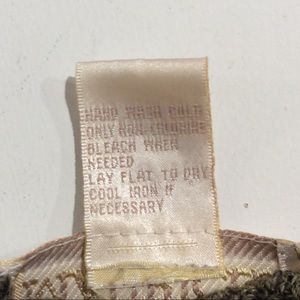 HAND WASH COLD
ONLY NON-CHLORINE
BLEACH WHEN
NEEDED
LAY FLAT TO DRY
COOL IRON IF
NECESSARY